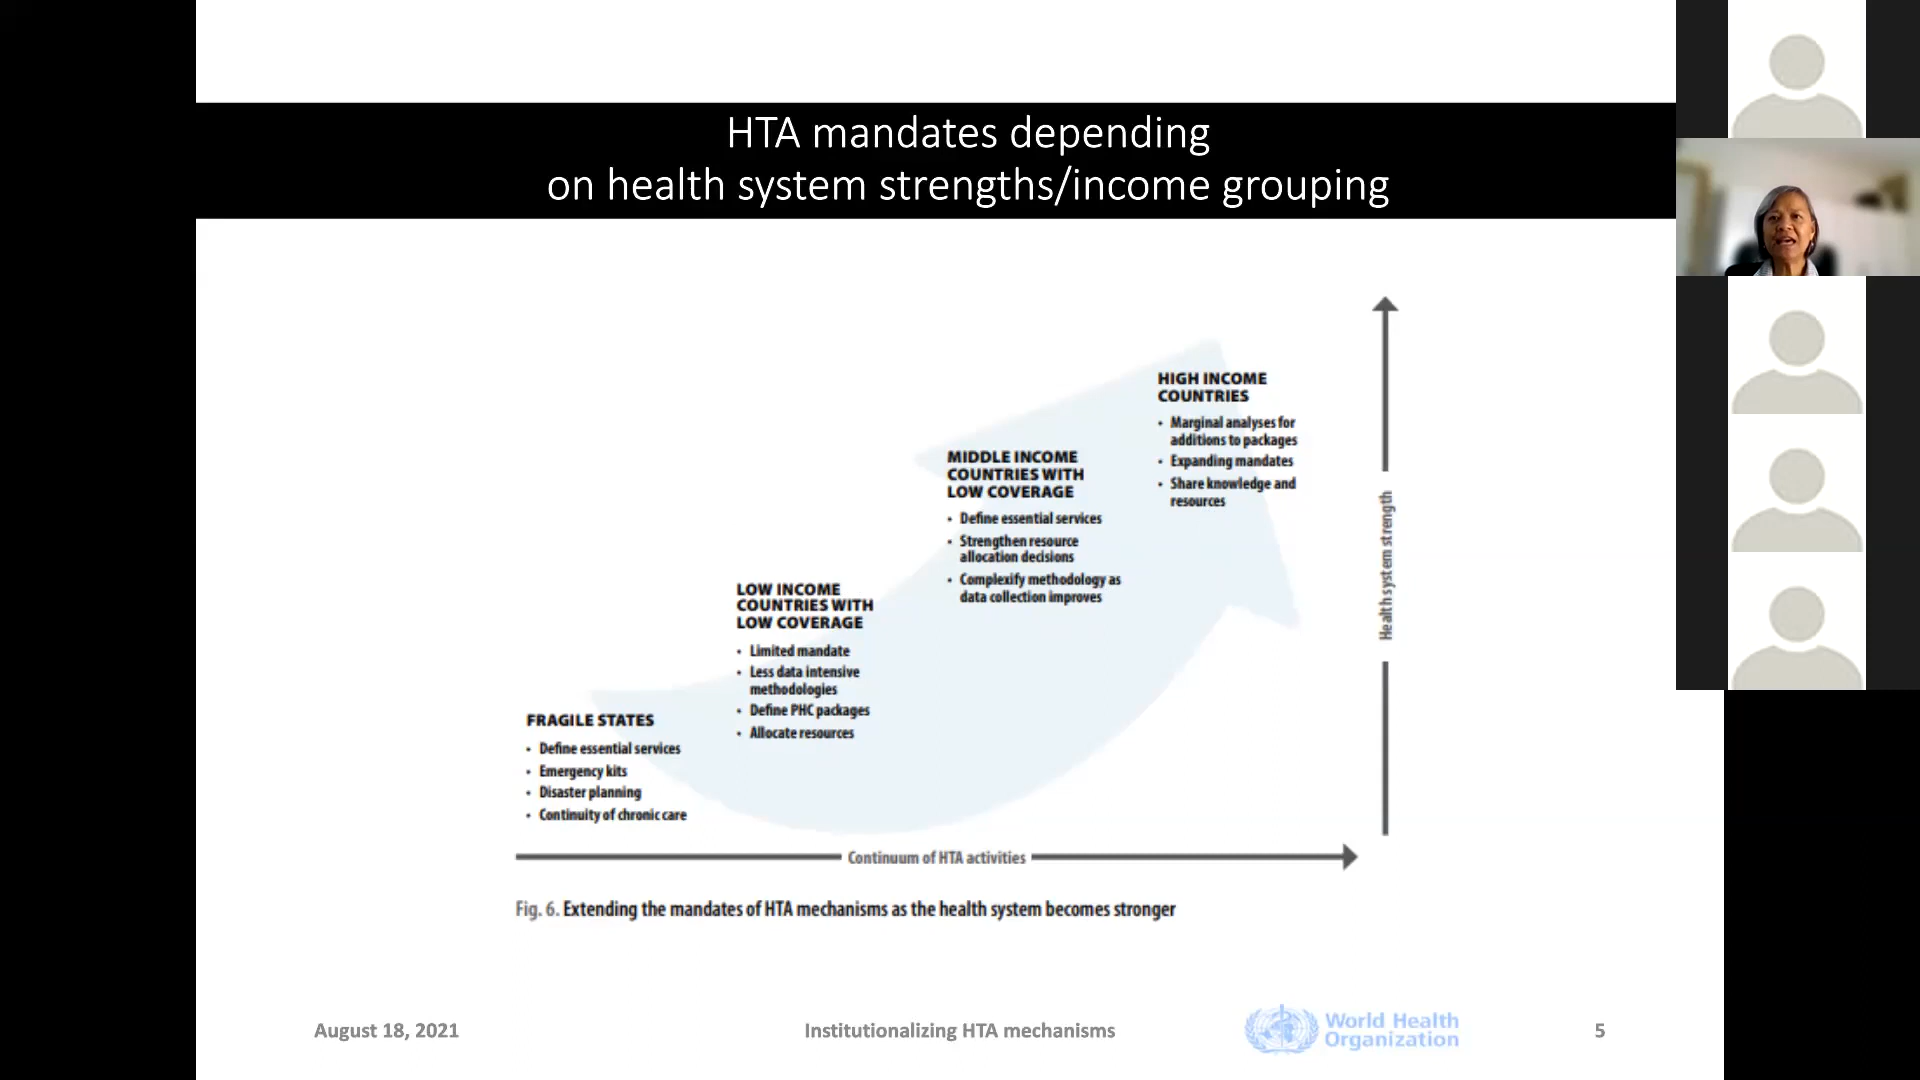 HTA mandates depending
on health system strengths/income grouping
HIGH INCOME
COUNTRIES
• Marginal analyses for
additions to packages
• Expanding mandates
• Share knowledge and
resources
MIDDLE INCOME
COUNTRIES WITH
LOW COVERAGE
• Define essential services
• Strengthen resource
allocation decisions
• Complexify methodology as
data collection improves
LOW INCOME
COUNTRIES WITH
LOW COVERAGE
• Limited mandate
• Less data intensive
methodologies
• Define PHC packages
• Allocate resources
FRAGILE STATES
• Define essential services
• Emergency kits
• Disaster planning
• Continuity of chronic care
Health system strength
Continuum of HTA activities
Fig. 6. Extending the mandates of HTA mechanisms as the health system becomes stronger
August 18, 2021
Institutionalizing HTA mechanisms
World Health
Organization
5